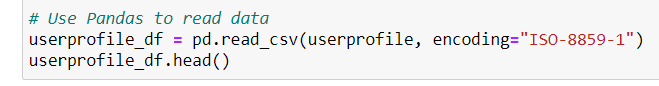 # Use Pandas to read data
userprofile_df = pd.read_csv(userprofile, encoding="ISO-8859-1")
userprofile_df.head()